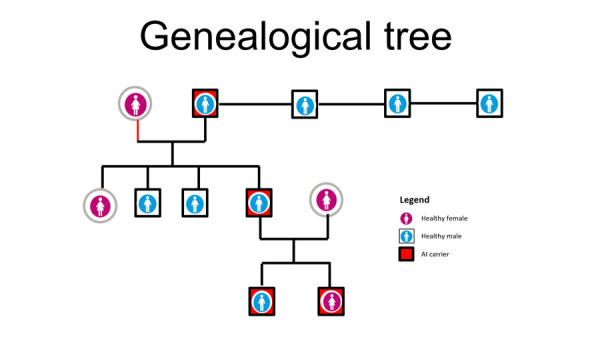 Genealogical tree
Legend
Healthy female
Healthy male
AI carrier